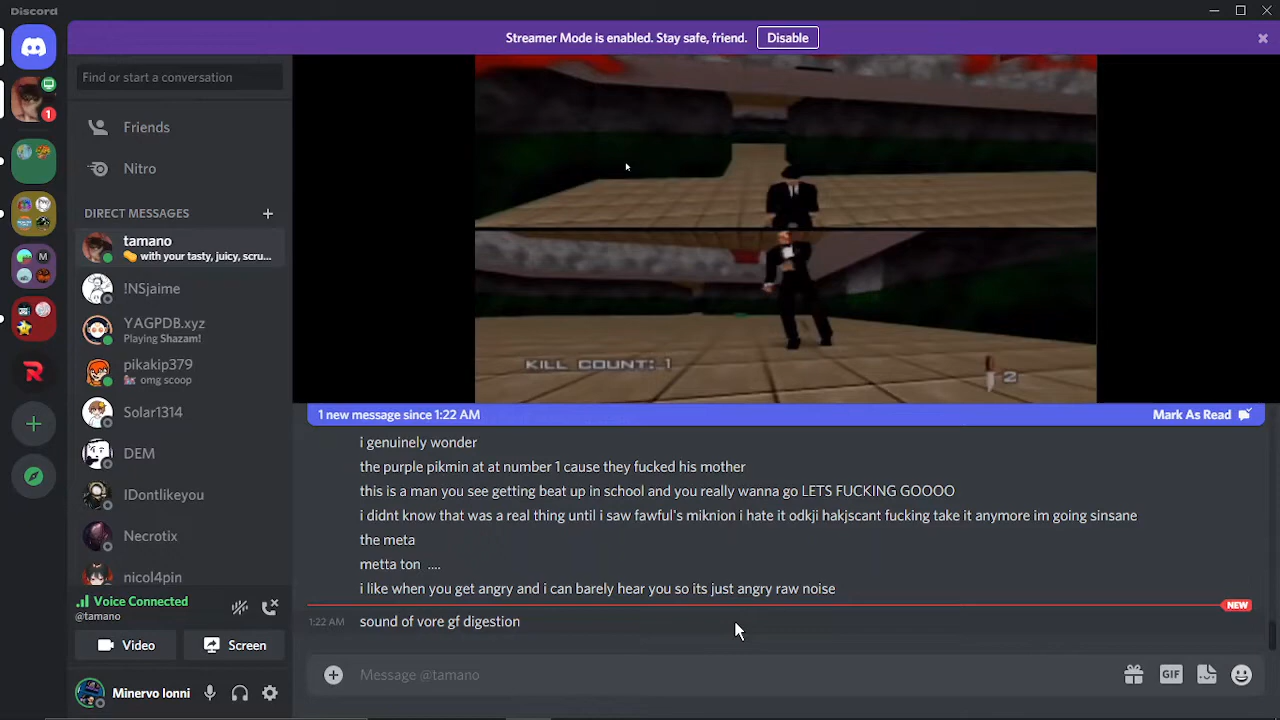 Discord
Streamer Mode is enabled. Stay safe, friend.
Disable
1
Find or start a conversation
Friends
Nitro
DIRECT MESSAGES
tamano
with your tasty, juicy, scru...
!NSjaime
YAGPDB.xyz
Playing Shazam!
pikakip379
omg scoop
Solar1314
DEM
IDontlikeyou
Necrotix
nicol4pin
Voice Connected
@tamano
Video
Screen
Minervo Ionni
KILL COUNT: 1
2
1 new message since 1:22 AM
Mark As Read
i genuinely wonder
the purple pikmin at at number 1 cause they fucked his mother
this is a man you see getting beat up in school and you really wanna go LETS FUCKING GOOOO
i didnt know that was a real thing until i saw fawful's miknion i hate it odkji hakjscant fucking take it anymore im going sinsane
the meta
metta ton ....
i like when you get angry and i can barely hear you so its just angry raw noise
NEW
1:22 AM sound of vore gf digestion
Message @tamano
GIF